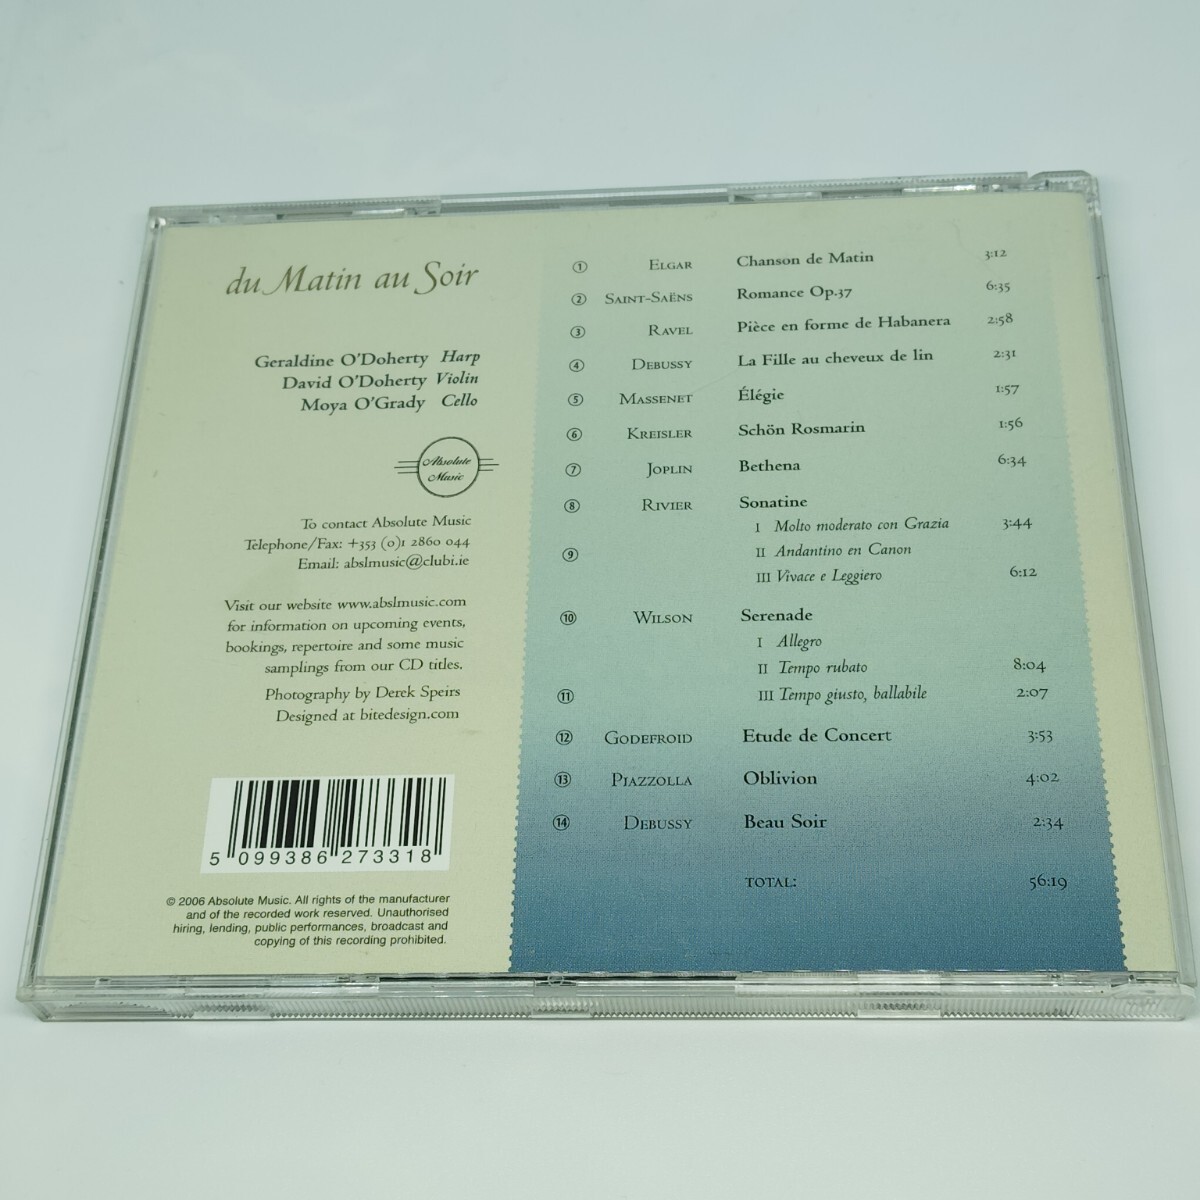 du Matin au Soir
Geraldine O'Doherty Harp
David O'Doherty Violin
Moya O'Grady Cello
Absolute
Music
To contact Absolute Music
Telephone/Fax: +353 (0)1 2860 044
Email: abslmusic@clubi.ie
Visit our website www.abslmusic.com
for information on upcoming events,
bookings, repertoire and some music
samplings from our CD titles.
Photography by Derek Speirs
Designed at bitedesign.com
5 099386 273318
© 2006 Absolute Music. All rights of the manufacturer
and of the recorded work reserved. Unauthorised
hiring, lending, public performances, broadcast and
copying of this recording prohibited.
① Elgar Chanson de Matin 3:12
② Saint-Saëns Romance Op.37 6:35
③ Ravel Pièce en forme de Habanera 2:58
④ Debussy La Fille au cheveux de lin 2:31
⑤ Massenet Élégie 1:57
⑥ Kreisler Schön Rosmarin 1:56
⑦ Joplin Bethena 6:34
⑧ Rivier Sonatine
I Molto moderato con Grazia 3:44
⑨ II Andantino en Canon
III Vivace e Leggiero 6:12
⑩ Wilson Serenade
I Allegro
II Tempo rubato 8:04
⑪ III Tempo giusto, ballabile 2:07
⑫ Godefroid Etude de Concert 3:53
⑬ Piazzolla Oblivion 4:02
⑭ Debussy Beau Soir 2:34
TOTAL: 56:19